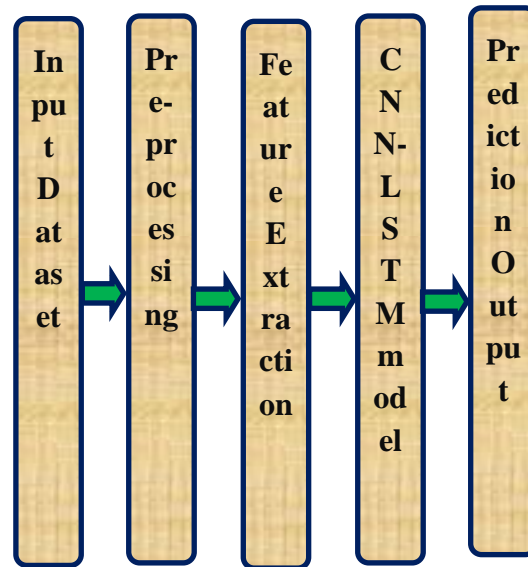 In
pu
t
D
at
as
et
Pr
e-
pr
oc
es
si
ng
Fe
at
ur
e
E
xt
ra
cti
on
C
N
N-
L
S
T
M
m
od
el
Pr
ed
ict
io
n
O
ut
pu
t